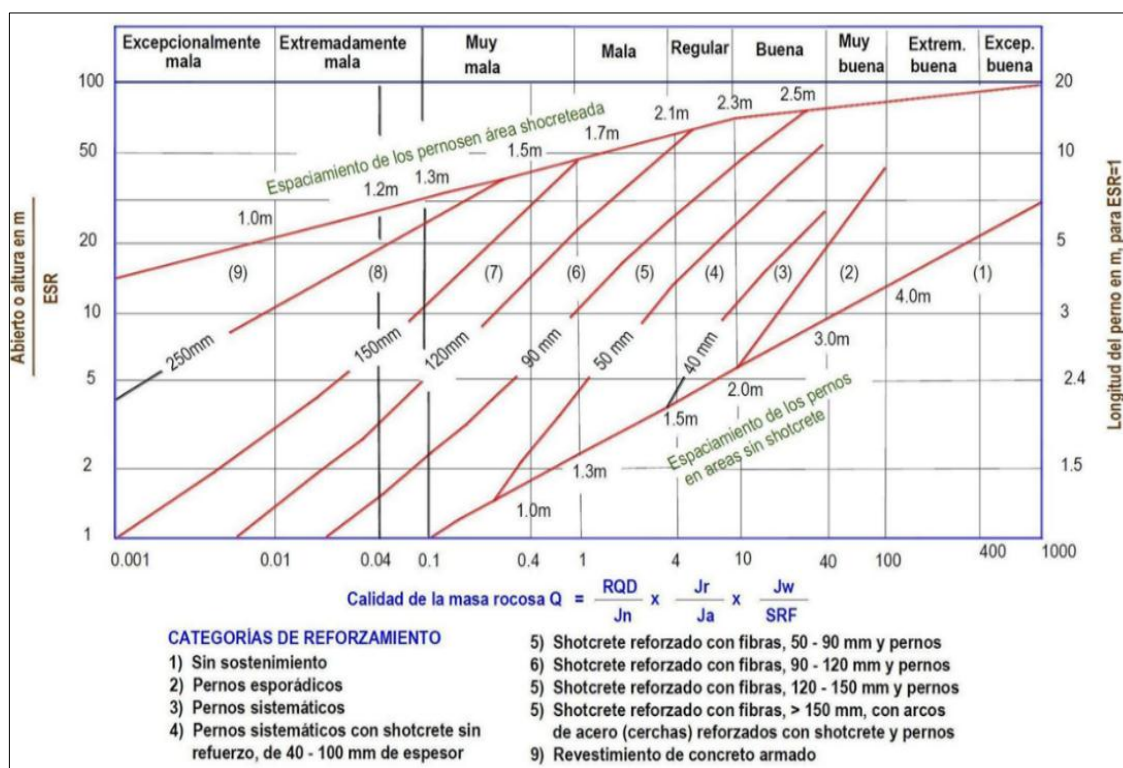 Excepcionalmente
mala
Extremadamente
mala
Muy
mala
Mala
Regular
Buena
Muy
buena
Extrem.
buena
Excep.
buena
100
50
20
10
5
2
1
Abierto o altura en m
ESR
20
10
5
3
2.4
1.5
Longitud del perno en m, para ESR=1
Espaciamiento de los pernosen área shocreteada
1.0m
1.2m
1.3m
1.5m
1.7m
2.1m
2.3m
2.5m
(9)
(8)
(7)
(6)
(5)
(4)
(3)
(2)
(1)
250mm
150mm
120mm
90 mm
50 mm
40 mm
4.0m
3.0m
2.0m
1.5m
1.3m
1.0m
Espaciamiento de los pernos
en areas sin shotcrete
0.001
0.01
0.04
0.1
0.4
1
4
10
40
100
400
1000
Calidad de la masa rocosa Q = RQD/Jn x Jr/Ja x Jw/SRF
CATEGORÍAS DE REFORZAMIENTO
1) Sin sostenimiento
2) Pernos esporádicos
3) Pernos sistemáticos
4) Pernos sistemáticos con shotcrete sin
refuerzo, de 40 - 100 mm de espesor
5) Shotcrete reforzado con fibras, 50 - 90 mm y pernos
6) Shotcrete reforzado con fibras, 90 - 120 mm y pernos
5) Shotcrete reforzado con fibras, 120 - 150 mm y pernos
5) Shotcrete reforzado con fibras, > 150 mm, con arcos
de acero (cerchas) reforzados con shotcrete y pernos
9) Revestimiento de concreto armado